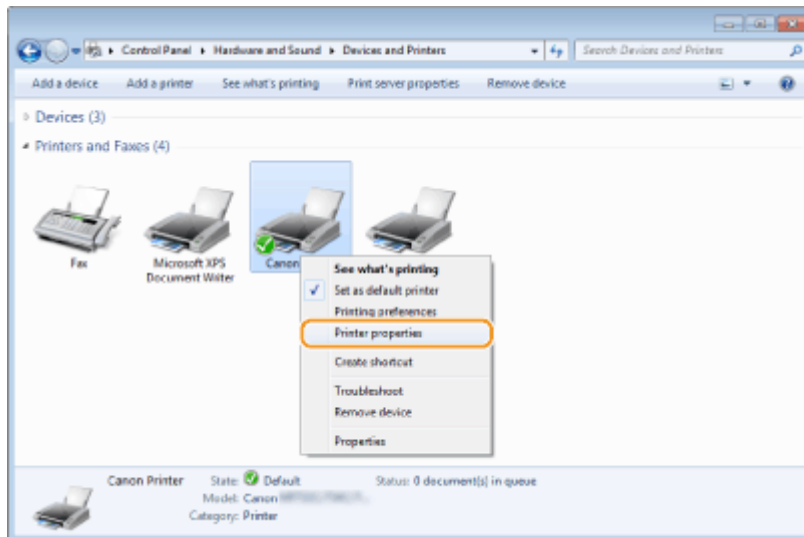 Control Panel ▸ Hardware and Sound ▸ Devices and Printers
Search Devices and Printers
Add a device Add a printer See what's printing Print server properties Remove device
Devices (3)
Printers and Faxes (4)
Fax
Microsoft XPS
Document Writer
Canon
See what's printing
Set as default printer
Printing preferences
Printer properties
Create shortcut
Troubleshoot
Remove device
Properties
Canon Printer State: Default Status: 0 document(s) in queue
Model: Canon
Category: Printer